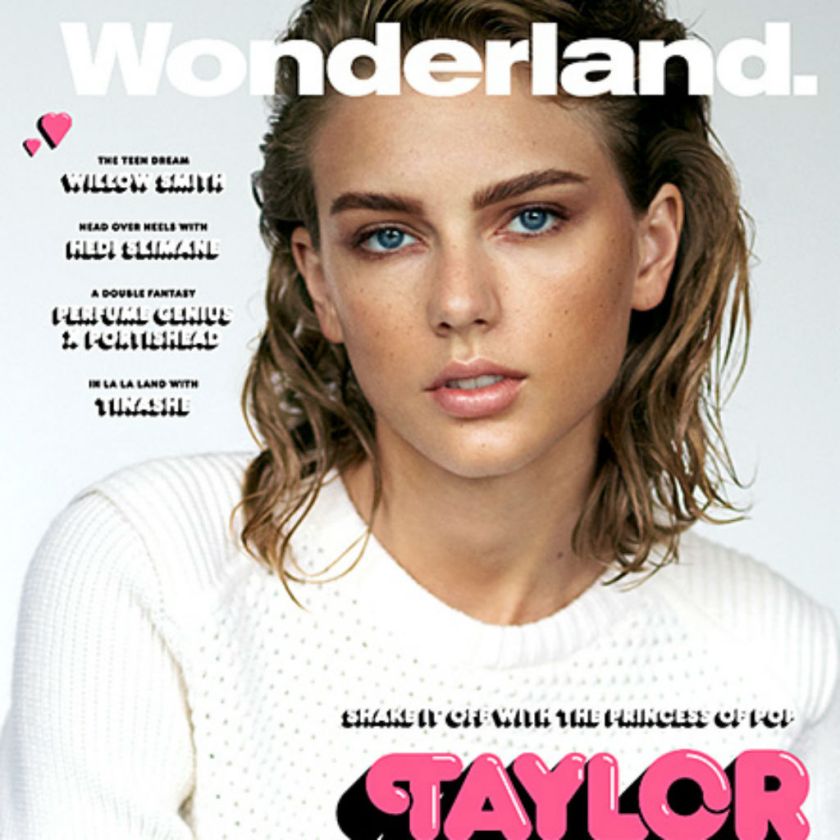 Wonderland.
THE TEEN DREAM
WILLOW SMITH
HEAD OVER HEELS WITH
HEDI SLIMANE
A DOUBLE FANTASY
PERFUME GENIUS
X PORTISHEAD
IN LA LA LAND WITH
TINASHE
SHAKE IT OFF WITH THE PRINCESS OF POP
TAYLOR